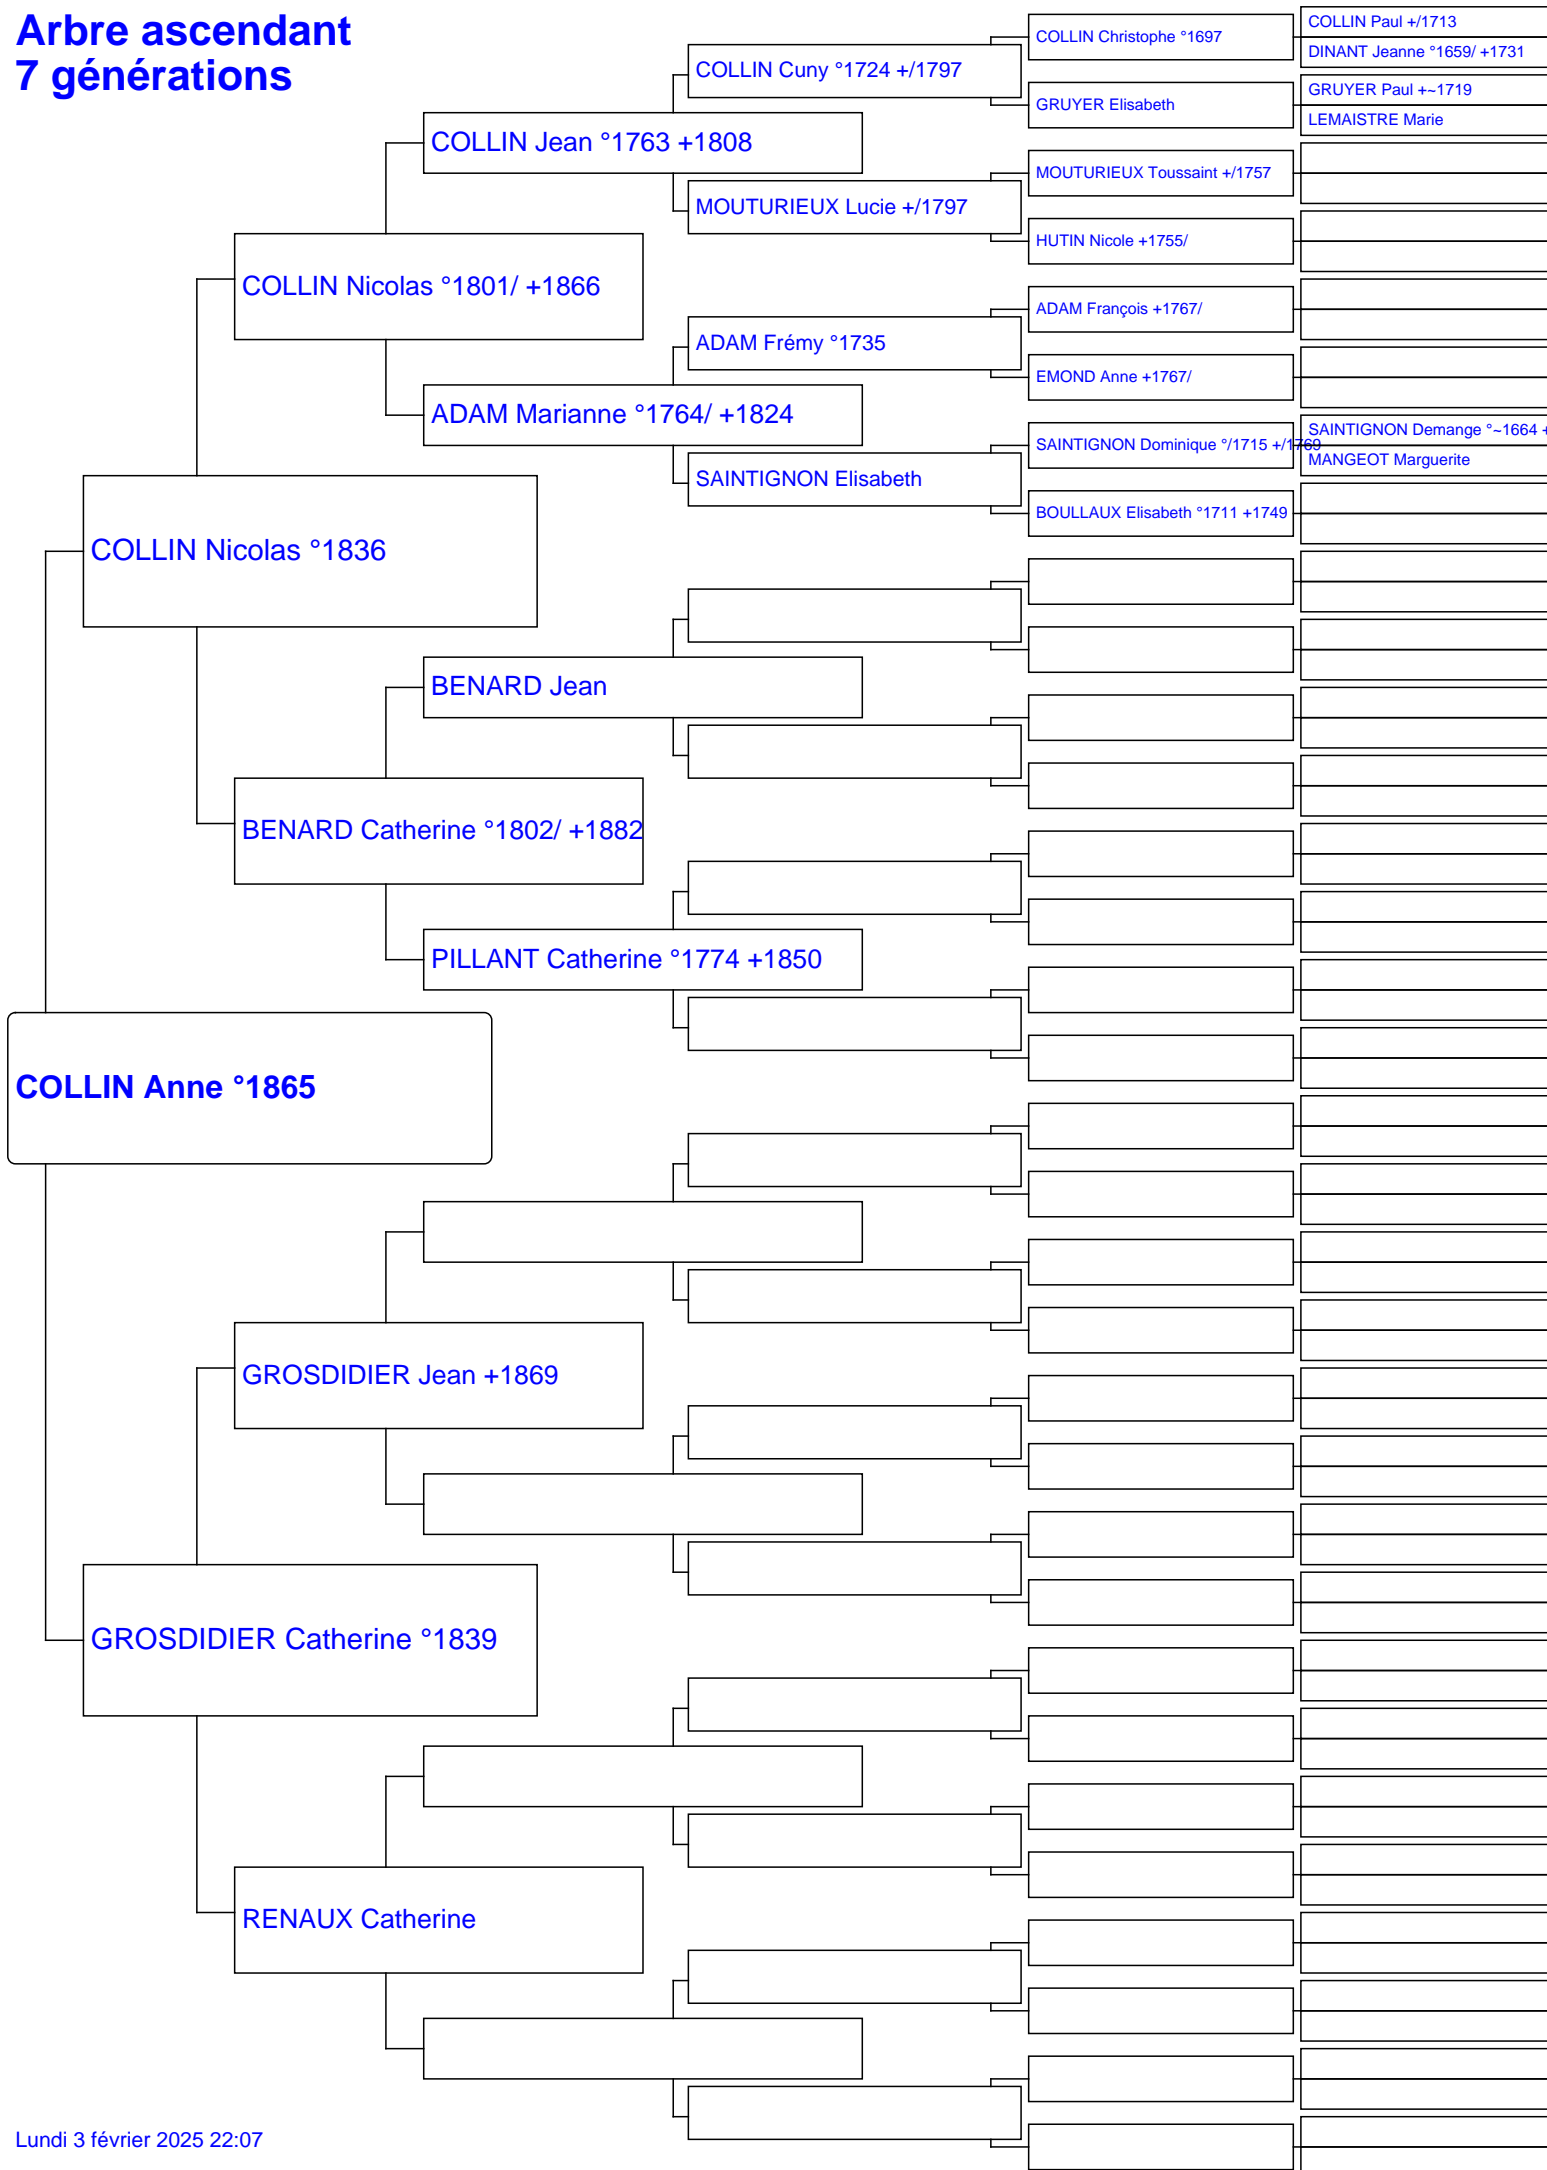 Arbre ascendant
7 générations
COLLIN Anne °1865
COLLIN Nicolas °1836
GROSDIDIER Catherine °1839
COLLIN Nicolas °1801/ +1866
BENARD Catherine °1802/ +1882
GROSDIDIER Jean +1869
RENAUX Catherine
COLLIN Jean °1763 +1808
ADAM Marianne °1764/ +1824
BENARD Jean
PILLANT Catherine °1774 +1850
COLLIN Cuny °1724 +/1797
MOUTURIEUX Lucie +/1797
ADAM Frémy °1735
SAINTIGNON Elisabeth
COLLIN Christophe °1697
GRUYER Elisabeth
MOUTURIEUX Toussaint +/1757
HUTIN Nicole +1755/
ADAM François +1767/
EMOND Anne +1767/
SAINTIGNON Dominique °/1715 +/1769
BOULLAUX Elisabeth °1711 +1749
COLLIN Paul +/1713
DINANT Jeanne °1659/ +1731
GRUYER Paul +~1719
LEMAISTRE Marie
SAINTIGNON Demange °~1664 +
MANGEOT Marguerite
Lundi 3 février 2025 22:07